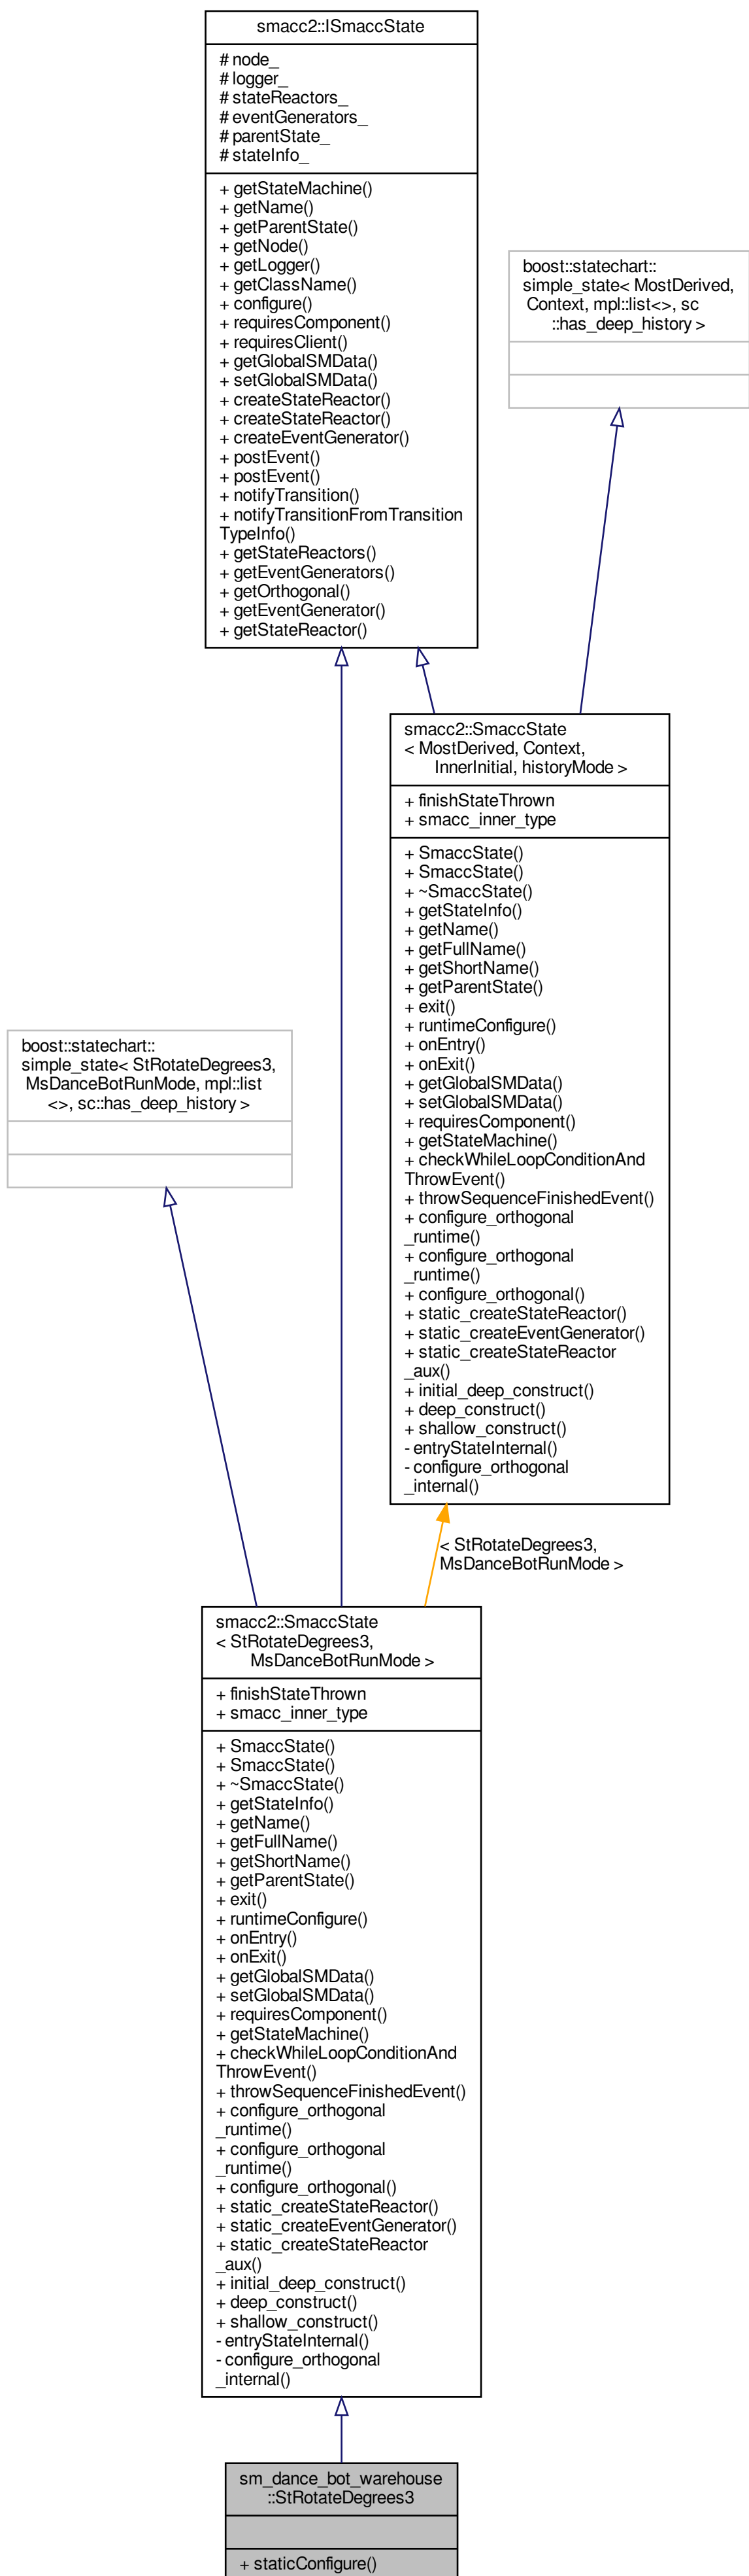 smacc2::ISmaccState
# node_
# logger_
# stateReactors_
# eventGenerators_
# parentState_
# stateInfo_
+ getStateMachine()
+ getName()
+ getParentState()
+ getNode()
+ getLogger()
+ getClassName()
+ configure()
+ requiresComponent()
+ requiresClient()
+ getGlobalSMData()
+ setGlobalSMData()
+ createStateReactor()
+ createStateReactor()
+ createEventGenerator()
+ postEvent()
+ postEvent()
+ notifyTransition()
+ notifyTransitionFromTransition
TypeInfo()
+ getStateReactors()
+ getEventGenerators()
+ getOrthogonal()
+ getEventGenerator()
+ getStateReactor()
boost::statechart::
simple_state< MostDerived,
Context, mpl::list<>, sc
::has_deep_history >
smacc2::SmaccState
< MostDerived, Context,
InnerInitial, historyMode >
+ finishStateThrown
+ smacc_inner_type
+ SmaccState()
+ SmaccState()
+ ~SmaccState()
+ getStateInfo()
+ getName()
+ getFullName()
+ getShortName()
+ getParentState()
+ exit()
+ runtimeConfigure()
+ onEntry()
+ onExit()
+ getGlobalSMData()
+ setGlobalSMData()
+ requiresComponent()
+ getStateMachine()
+ checkWhileLoopConditionAnd
ThrowEvent()
+ throwSequenceFinishedEvent()
+ configure_orthogonal
_runtime()
+ configure_orthogonal
_runtime()
+ configure_orthogonal()
+ static_createStateReactor()
+ static_createEventGenerator()
+ static_createStateReactor
_aux()
+ initial_deep_construct()
+ deep_construct()
+ shallow_construct()
- entryStateInternal()
- configure_orthogonal
_internal()
boost::statechart::
simple_state< StRotateDegrees3,
MsDanceBotRunMode, mpl::list
<>, sc::has_deep_history >
< StRotateDegrees3,
MsDanceBotRunMode >
smacc2::SmaccState
< StRotateDegrees3,
MsDanceBotRunMode >
+ finishStateThrown
+ smacc_inner_type
+ SmaccState()
+ SmaccState()
+ ~SmaccState()
+ getStateInfo()
+ getName()
+ getFullName()
+ getShortName()
+ getParentState()
+ exit()
+ runtimeConfigure()
+ onEntry()
+ onExit()
+ getGlobalSMData()
+ setGlobalSMData()
+ requiresComponent()
+ getStateMachine()
+ checkWhileLoopConditionAnd
ThrowEvent()
+ throwSequenceFinishedEvent()
+ configure_orthogonal
_runtime()
+ configure_orthogonal
_runtime()
+ configure_orthogonal()
+ static_createStateReactor()
+ static_createEventGenerator()
+ static_createStateReactor
_aux()
+ initial_deep_construct()
+ deep_construct()
+ shallow_construct()
- entryStateInternal()
- configure_orthogonal
_internal()
sm_dance_bot_warehouse
::StRotateDegrees3
+ staticConfigure()